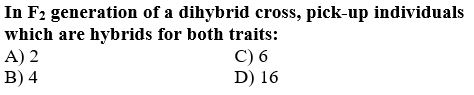 In F₂ generation of a dihybrid cross, pick-up individuals
which are hybrids for both traits:
A) 2 C) 6
B) 4 D) 16